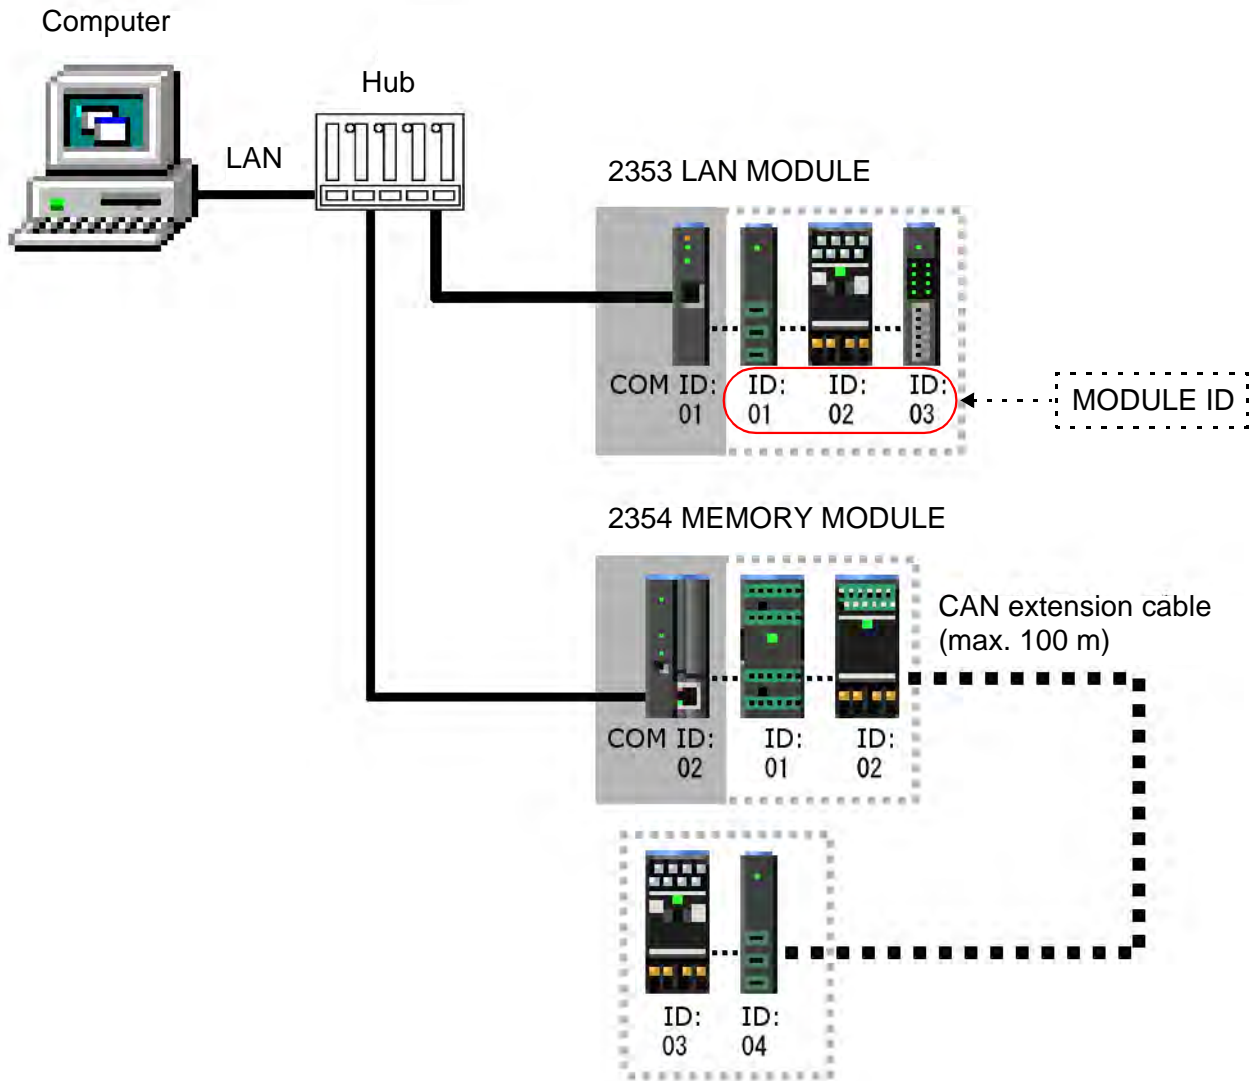 Computer
Hub
LAN
2353 LAN MODULE
COM ID:
01
ID:
01
ID:
02
ID:
03
MODULE ID
2354 MEMORY MODULE
CAN extension cable
(max. 100 m)
COM ID:
02
ID:
01
ID:
02
ID:
03
ID:
04